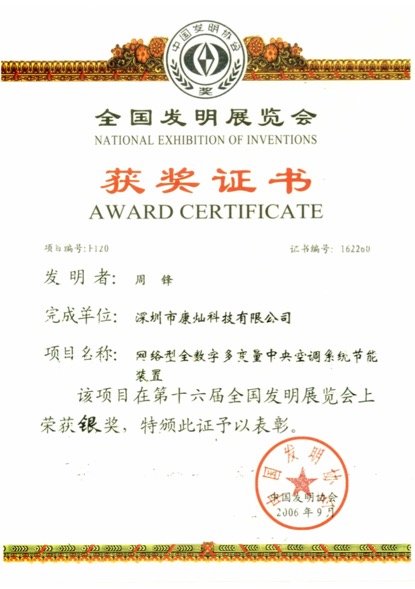 中国发明协会
奖
全国发明展览会
NATIONAL EXHIBITION OF INVENTIONS
获奖证书
AWARD CERTIFICATE
项目编号:F120 证书编号: 162260
发明者: 周锋
完成单位: 深圳市康灿科技有限公司
项目名称: 网络型全数字多变量中央空调系统节能
装置
该项目在第十六届全国发明展览会上
荣获银奖，特颁此证予以表彰。
中国发明协会
中国发明协会
2006年9月